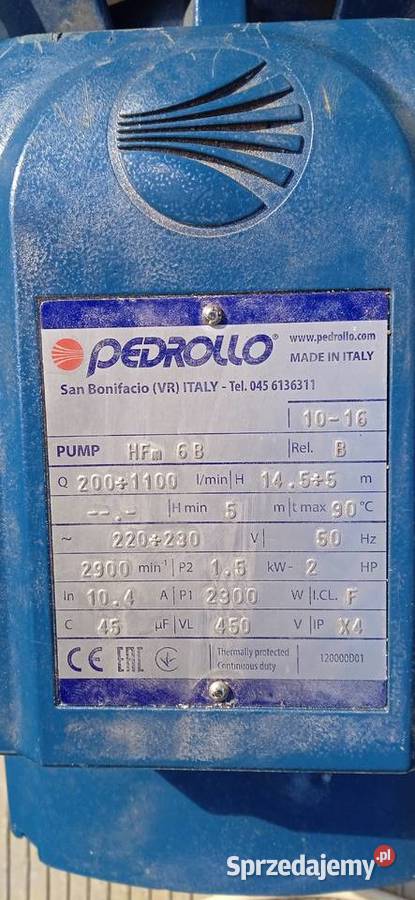 PEDROLLO® www.pedrollo.com
MADE IN ITALY
San Bonifacio (VR) ITALY - Tel. 045 6136311
10-16
PUMP HFm 6B Rel. B
Q 200÷1100 l/min H 14.5÷5 m
--.- H min 5 m t max 90 °C
~ 220÷230 V 50 Hz
2900 min⁻¹ P2 1.5 kW - 2 HP
In 10.4 A P1 2300 W I.CL. F
C 45 µF VL 450 V IP X4
CE EAC Thermally protected
Continuous duty 120000D01
Sprzedajemy.pl